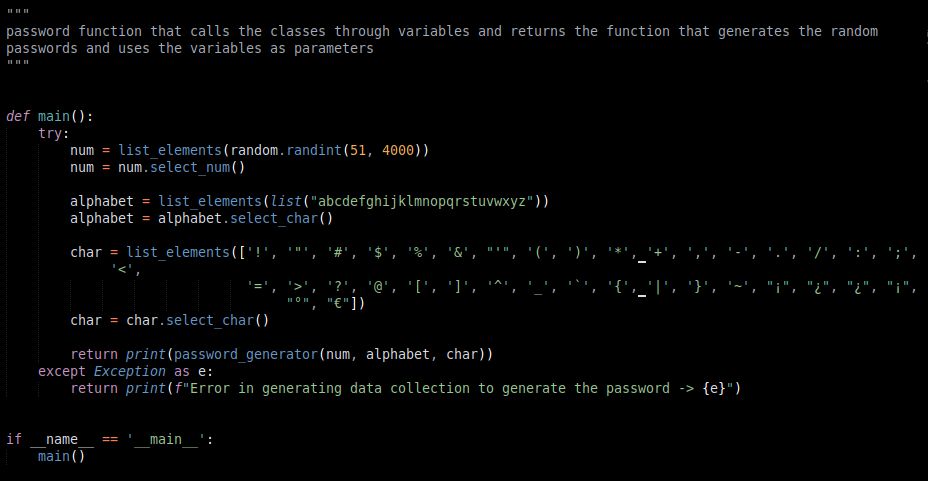 """
password function that calls the classes through variables and returns the function that generates the random
passwords and uses the variables as parameters
"""
def main():
    try:
        num = list_elements(random.randint(51, 4000))
        num = num.select_num()
        alphabet = list_elements(list("abcdefghijklmnopqrstuvwxyz"))
        alphabet = alphabet.select_char()
        char = list_elements(['!', '"', '#', '$', '%', '&', "'", '(', ')', '*', '+', ',', '-', '.', '/', ':', ';',
             '<',
                              '=', '>', '?', '@', '[', ']', '^', '_', '`', '{', '|', '}', '~', "¡", "¿", "¿", "¡",
                                   "°", "€"])
        char = char.select_char()
        return print(password_generator(num, alphabet, char))
    except Exception as e:
        return print(f"Error in generating data collection to generate the password -> {e}")
if __name__ == '__main__':
    main()